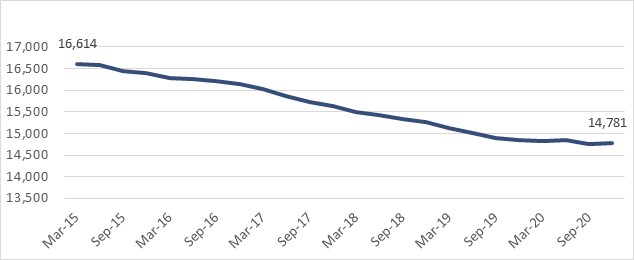 16,614
17,000
16,500
16,000
15,500
15,000
14,500
14,000
13,500
14,781
Mar-15
Sep-15
Mar-16
Sep-16
Mar-17
Sep-17
Mar-18
Sep-18
Mar-19
Sep-19
Mar-20
Sep-20